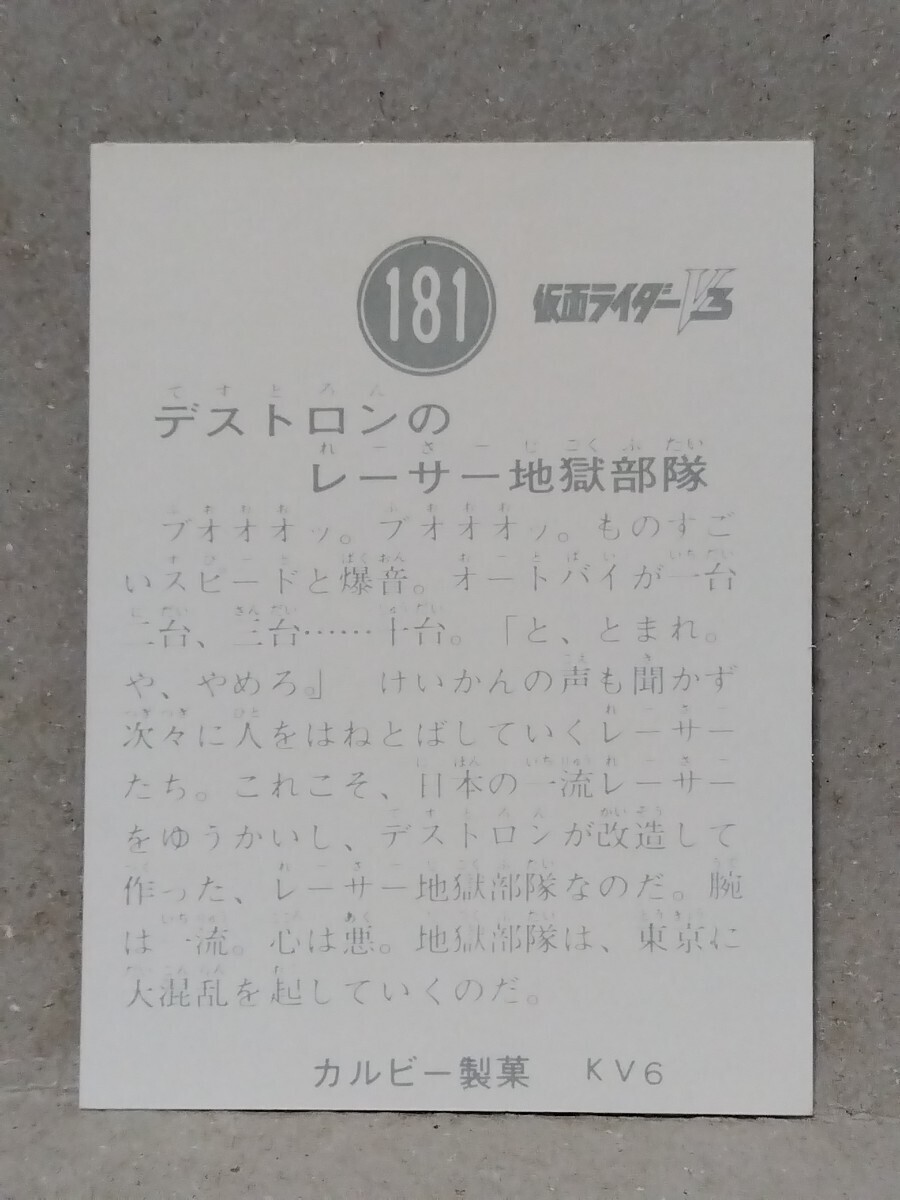 181
仮面ライダーV3
デストロンの
レーサー地獄部隊
ブオオオッ。ブオオオッ。ものすご
いスピードと爆音。オートバイが一台
二台、三台……十台。「と、とまれ。
や、やめろ。」 けいかんの声も聞かず
次々に人をはねとばしていくレーサー
たち。これこそ、日本の一流レーサー
をゆうかいし、デストロンが改造して
作った、レーサー地獄部隊なのだ。腕
は一流。心は悪。地獄部隊は、東京に
大混乱を起していくのだ。
カルビー製菓 KV6